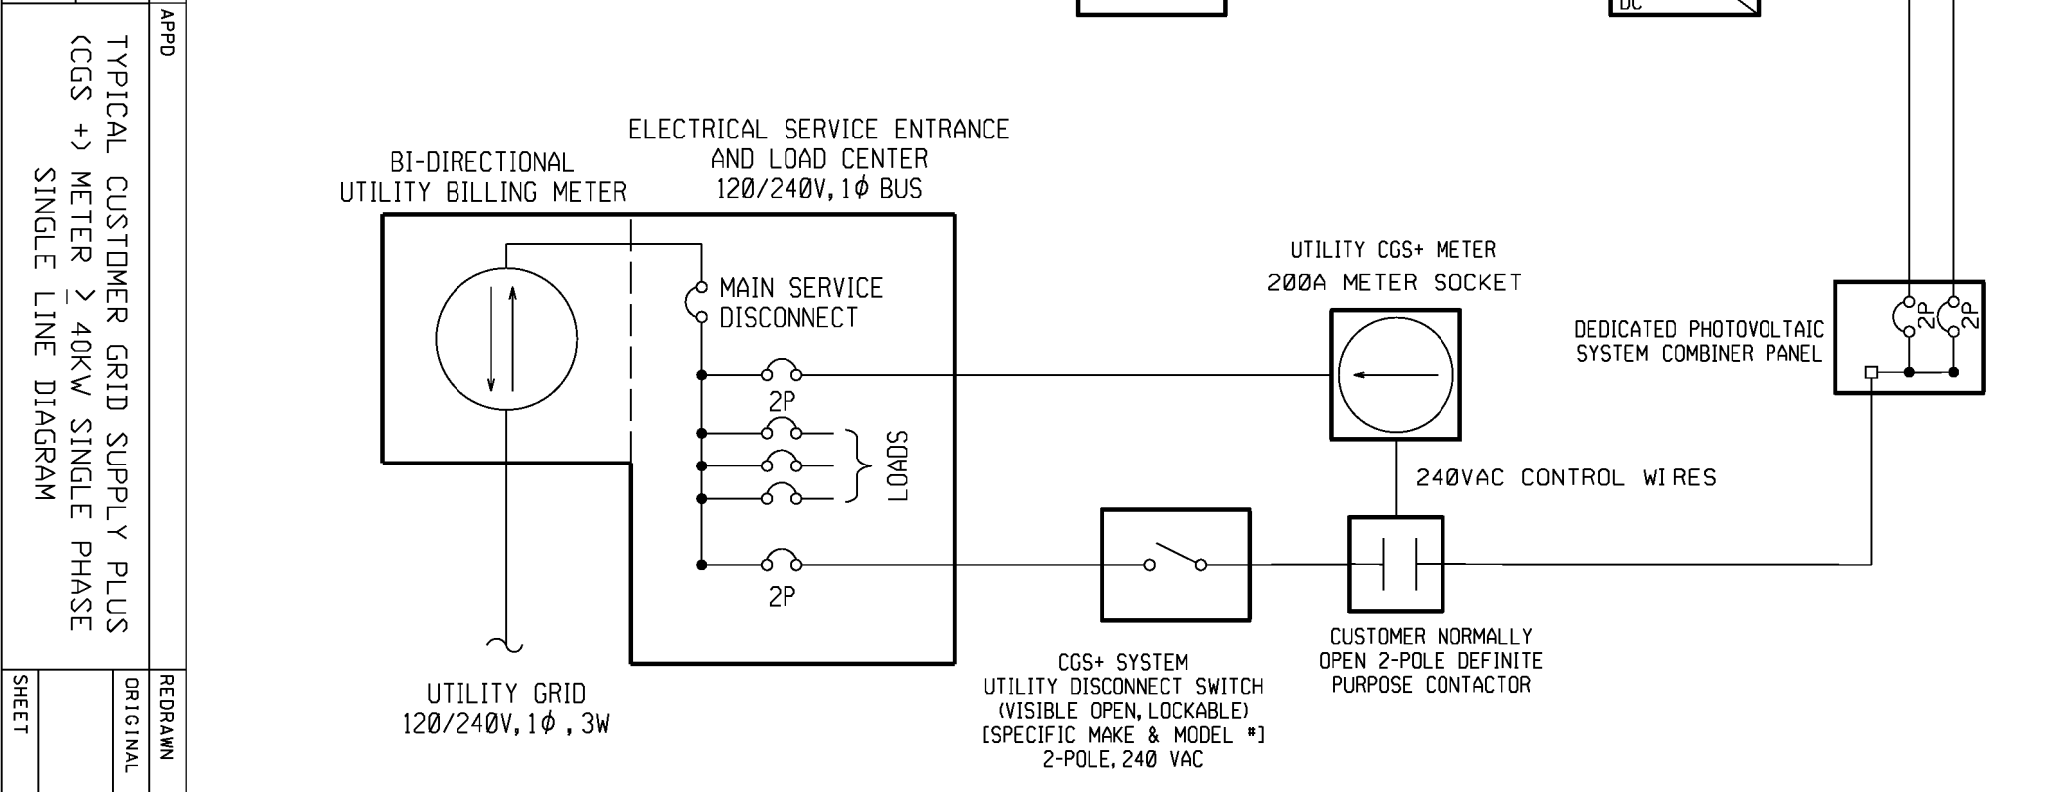 DC
APPD
TYPICAL CUSTOMER GRID SUPPLY PLUS
(CGS +) METER > 40KW SINGLE PHASE
SINGLE LINE DIAGRAM
REDRAWN
ORIGINAL
SHEET
BI-DIRECTIONAL
UTILITY BILLING METER
ELECTRICAL SERVICE ENTRANCE
AND LOAD CENTER
120/240V, 1ϕ BUS
MAIN SERVICE
DISCONNECT
2P
LOADS
2P
UTILITY GRID
120/240V, 1ϕ, 3W
UTILITY CGS+ METER
200A METER SOCKET
240VAC CONTROL WIRES
DEDICATED PHOTOVOLTAIC
SYSTEM COMBINER PANEL
2P
2P
CGS+ SYSTEM
UTILITY DISCONNECT SWITCH
(VISIBLE OPEN, LOCKABLE)
[SPECIFIC MAKE & MODEL #]
2-POLE, 240 VAC
CUSTOMER NORMALLY
OPEN 2-POLE DEFINITE
PURPOSE CONTACTOR